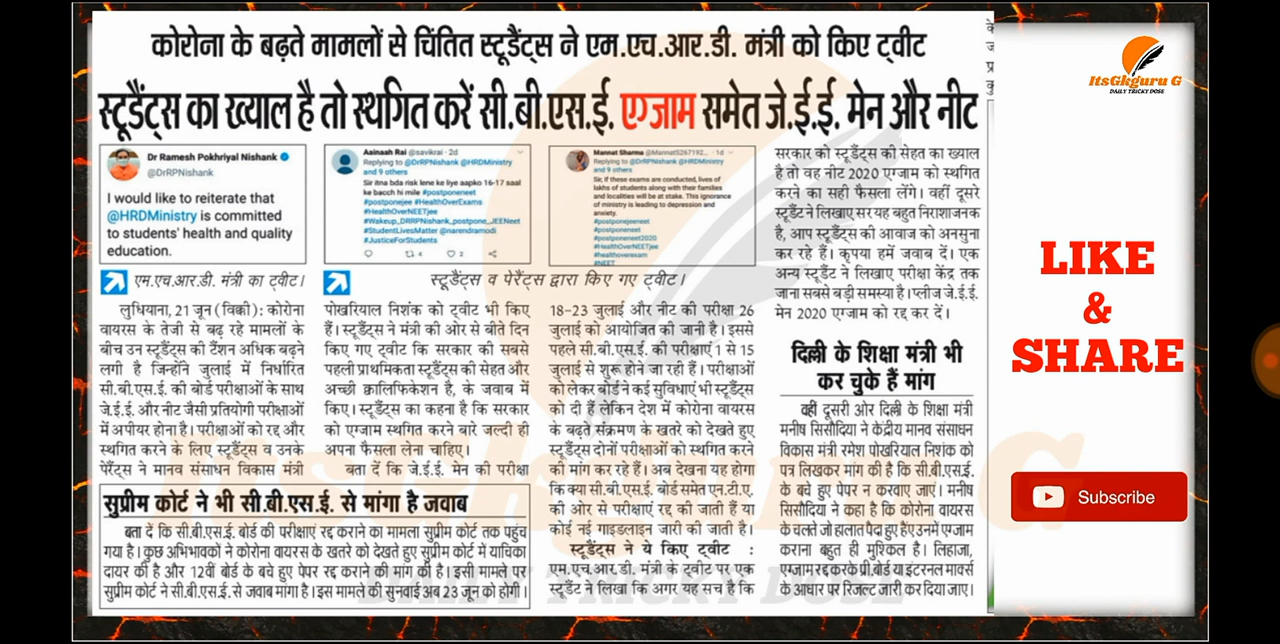 कोरोना के बढ़ते मामलों से चिंतित स्टूडैंट्स ने एम.एच.आर.डी. मंत्री को किए ट्वीट
स्टूडैंट्स का ख्याल है तो स्थगित करें सी.बी.एस.ई. एग्जाम समेत जे.ई.ई. मेन और नीट
Dr Ramesh Pokhriyal Nishank
@DrRPNishank
I would like to reiterate that
@HRDMinistry is committed
to students' health and quality
education.
एम.एच.आर.डी. मंत्री का ट्वीट।
Aainaah Rai @savikrai · 2d
Replying to @DrRPNishank @HRDMinistry
and 9 others
Sir itna bda risk lene ke liye aapko 16-17 saal
ke bacch hi mile #postponeneet
#postponejee #HealthOverExams
#HealthOverNEETjee
#Wakeup_DRRPNishank_postpone_JEENeet
#StudentLivesMatter @narendramodi
#JusticeForStudents
4
2
Mannat Sharma @MannatS267192... · 1d
Replying to @DrRPNishank @HRDMinistry
and 9 others
Sir, if these exams are conducted, lives of
lakhs of students along with their families
and localities will be at stake. This ignorance
of ministry is leading to depression and
anxiety.
#postponejeeneet
#postponeneet
#postponeneet2020
#HealthOverNEETjee
#healthoverexam
#NEET
स्टूडैंट्स व पेरैंट्स द्वारा किए गए ट्वीट।
लुधियाना, 21 जून (विक्की): कोरोना
वायरस के तेजी से बढ़ रहे मामलों के
बीच उन स्टूडैंट्स की टैंशन अधिक बढ़ने
लगी है जिन्होंने जुलाई में निर्धारित
सी.बी.एस.ई. की बोर्ड परीक्षाओं के साथ
जे.ई.ई. और नीट जैसी प्रतियोगी परीक्षाओं
में अपीयर होना है। परीक्षाओं को रद्द और
स्थगित करने के लिए स्टूडैंट्स व उनके
पेरैंट्स ने मानव संसाधन विकास मंत्री
पोखरियाल निशंक को ट्वीट भी किए
हैं। स्टूडैंट्स ने मंत्री की ओर से बीते दिन
किए गए ट्वीट कि सरकार की सबसे
पहली प्राथमिकता स्टूडैंट्स की सेहत और
अच्छी क्वालिफिकेशन है, के जवाब में
किए। स्टूडैंट्स का कहना है कि सरकार
को एग्जाम स्थगित करने बारे जल्दी ही
अपना फैसला लेना चाहिए।
बता दें कि जे.ई.ई. मेन की परीक्षा
18-23 जुलाई और नीट की परीक्षा 26
जुलाई को आयोजित की जानी है। इससे
पहले सी.बी.एस.ई. की परीक्षाएं 1 से 15
जुलाई से शुरू होने जा रही हैं। परीक्षाओं
को लेकर बोर्ड ने कई सुविधाएं भी स्टूडैंट्स
को दी हैं लेकिन देश में कोरोना वायरस
के बढ़ते संक्रमण के खतरे को देखते हुए
स्टूडैंट्स दोनों परीक्षाओं को स्थगित करने
की मांग कर रहे हैं। अब देखना यह होगा
कि क्या सी.बी.एस.ई. बोर्ड समेत एन.टी.ए.
की ओर से परीक्षाएं रद्द की जाती हैं या
कोई नई गाइडलाइन जारी की जाती है।
स्टूडैंट्स ने ये किए ट्वीट :
एम.एच.आर.डी. मंत्री के ट्वीट पर एक
स्टूडैंट ने लिखा कि अगर यह सच है कि
सरकार को स्टूडैंट्स की सेहत का ख्याल
है तो वह नीट 2020 एग्जाम को स्थगित
करने का सही फैसला लेंगे। वहीं दूसरे
स्टूडैंट ने लिखाए सर यह बहुत निराशाजनक
है, आप स्टूडैंट्स की आवाज को अनसुना
कर रहे हैं। कृपया हमें जवाब दें। एक
अन्य स्टूडैंट ने लिखाए परीक्षा केंद्र तक
जाना सबसे बड़ी समस्या है। प्लीज जे.ई.ई.
मेन 2020 एग्जाम को रद्द कर दें।
दिल्ली के शिक्षा मंत्री भी
कर चुके हैं मांग
वहीं दूसरी ओर दिल्ली के शिक्षा मंत्री
मनीष सिसौदिया ने केंद्रीय मानव संसाधन
विकास मंत्री रमेश पोखरियाल निशंक को
पत्र लिखकर मांग की है कि सी.बी.एस.ई.
के बचे हुए पेपर न करवाए जाएं। मनीष
सिसौदिया ने कहा है कि कोरोना वायरस
के चलते जो हालात पैदा हुए हैंए उनमें एग्जाम
कराना बहुत ही मुश्किल है। लिहाजा,
एग्जाम रद्द करके प्री.बोर्ड या इंटरनल मार्क्स
के आधार पर रिजल्ट जारी कर दिया जाए।
सुप्रीम कोर्ट ने भी सी.बी.एस.ई. से मांगा है जवाब
बता दें कि सी.बी.एस.ई. बोर्ड की परीक्षाएं रद्द कराने का मामला सुप्रीम कोर्ट तक पहुंच
गया है। कुछ अभिभावकों ने कोरोना वायरस के खतरे को देखते हुए सुप्रीम कोर्ट में याचिका
दायर की है और 12वीं बोर्ड के बचे हुए पेपर रद्द कराने की मांग की है। इसी मामले पर
सुप्रीम कोर्ट ने सी.बी.एस.ई. से जवाब मांगा है। इस मामले की सुनवाई अब 23 जून को होगी।
ItsGkguru G
DAILY TRICKY DOSE
LIKE
&
SHARE
Subscribe
ItsGkguru G
DAILY TRICKY DOSE